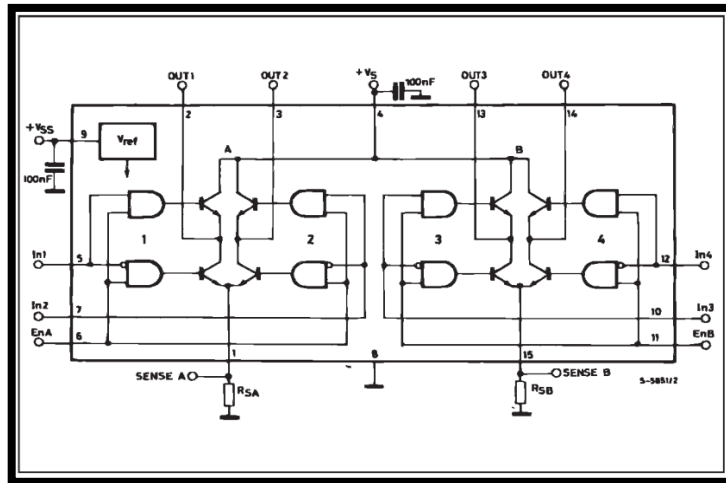 OUT1 OUT2 +VS 100nF OUT3 OUT4
2 3 4 13 14
+VSS 9 Vref
A B
100nF
1 2 3 4
In1 5 12 In4
In2 7 10 In3
EnA 6 11 EnB
1 8 15
SENSE A SENSE B S-5851/2
RSA RSB